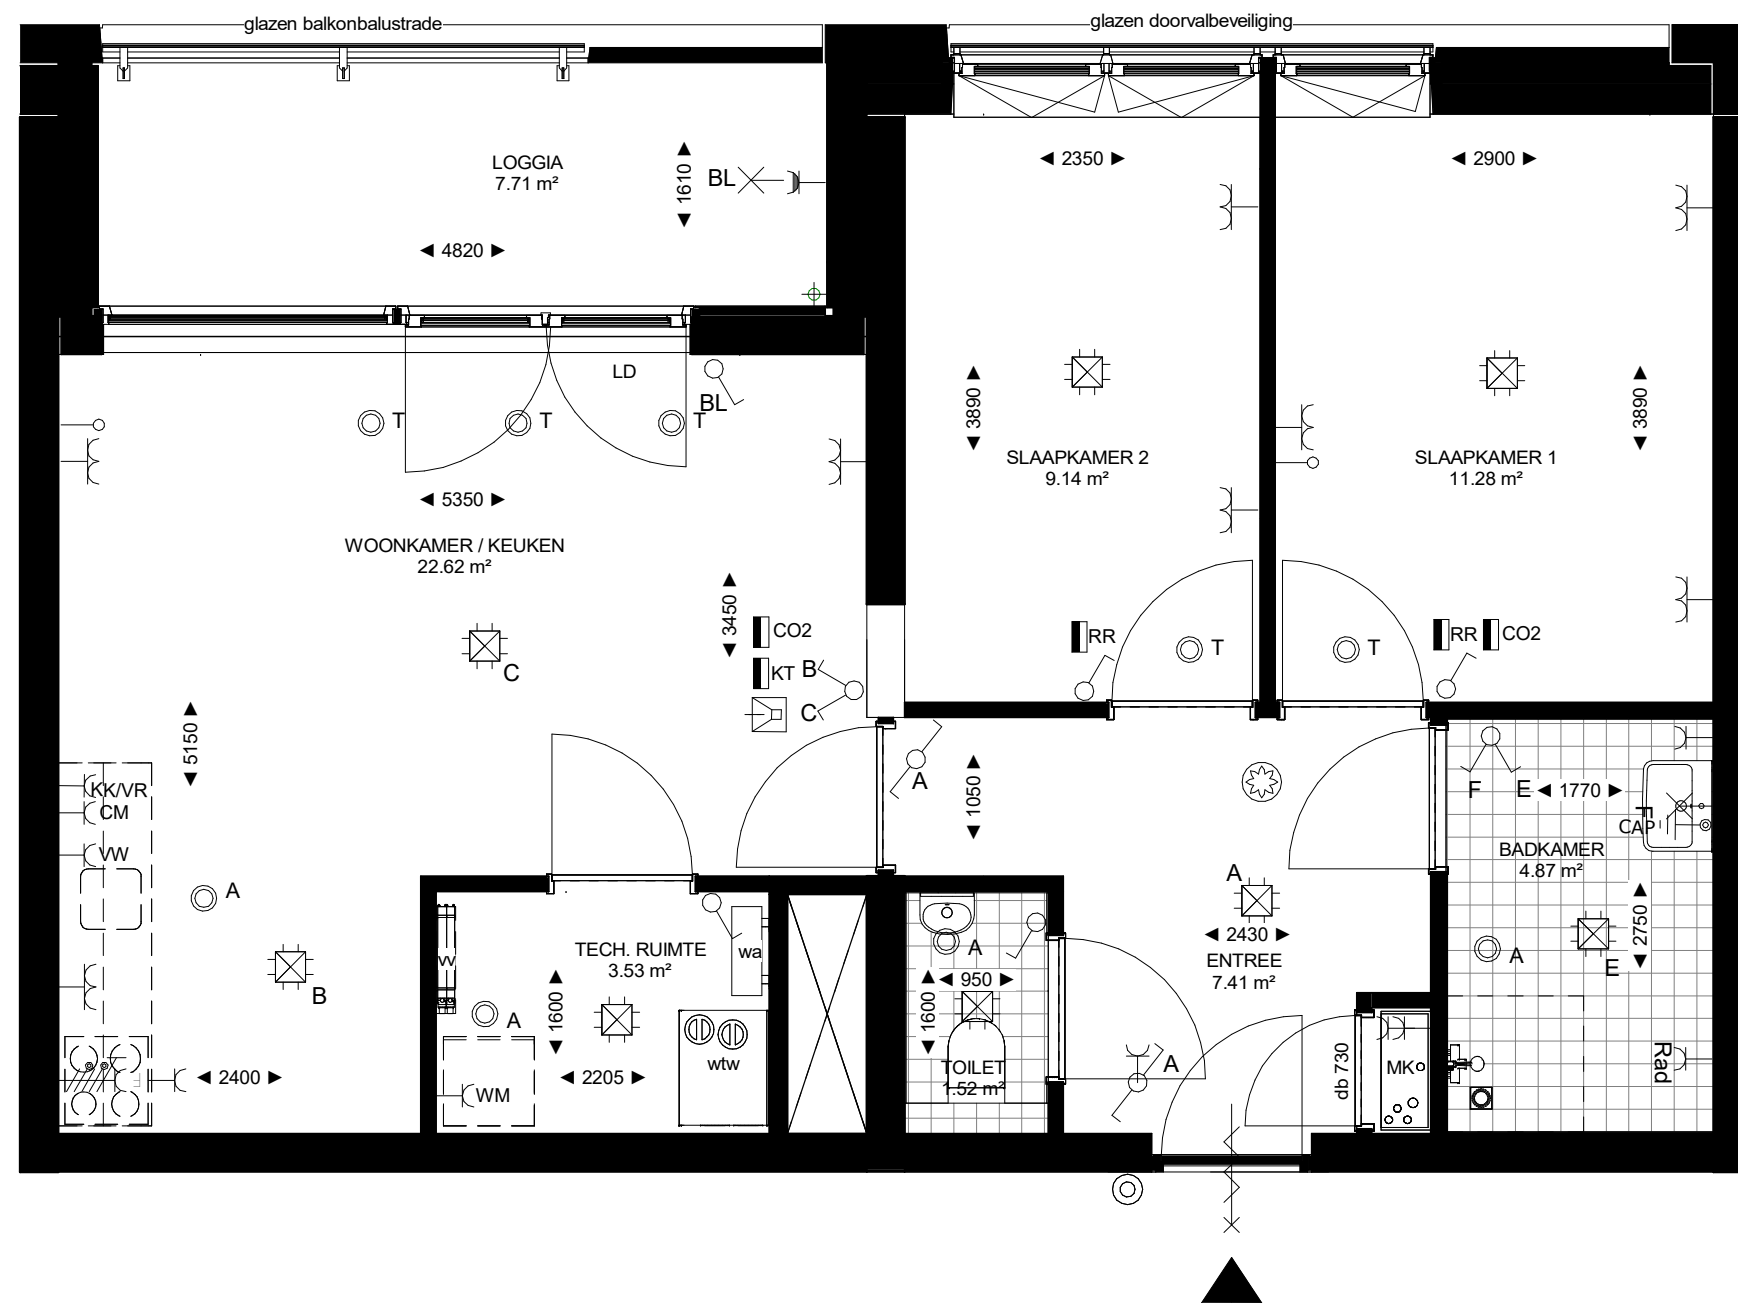 glazen balkonbalustrade
glazen doorvalbeveiliging
LOGGIA
7.71 m²
1610
BL
4820
2350
2900
LD
BL
T
T
T
3890
3890
SLAAPKAMER 2
9.14 m²
SLAAPKAMER 1
11.28 m²
5350
WOONKAMER / KEUKEN
22.62 m²
3450
CO2
KT
B
C
C
RR
T
T
RR
CO2
5150
KK/VR
CM
VW
A
B
2400
A
1050
F
E
1770
F
CAP
BADKAMER
4.87 m²
2750
A
E
Rad
A
2430
ENTREE
7.41 m²
TECH. RUIMTE
3.53 m²
wa
vv
A
1600
2205
wtw
WM
A
950
1600
TOILET
1.52 m²
A
db 730
MK